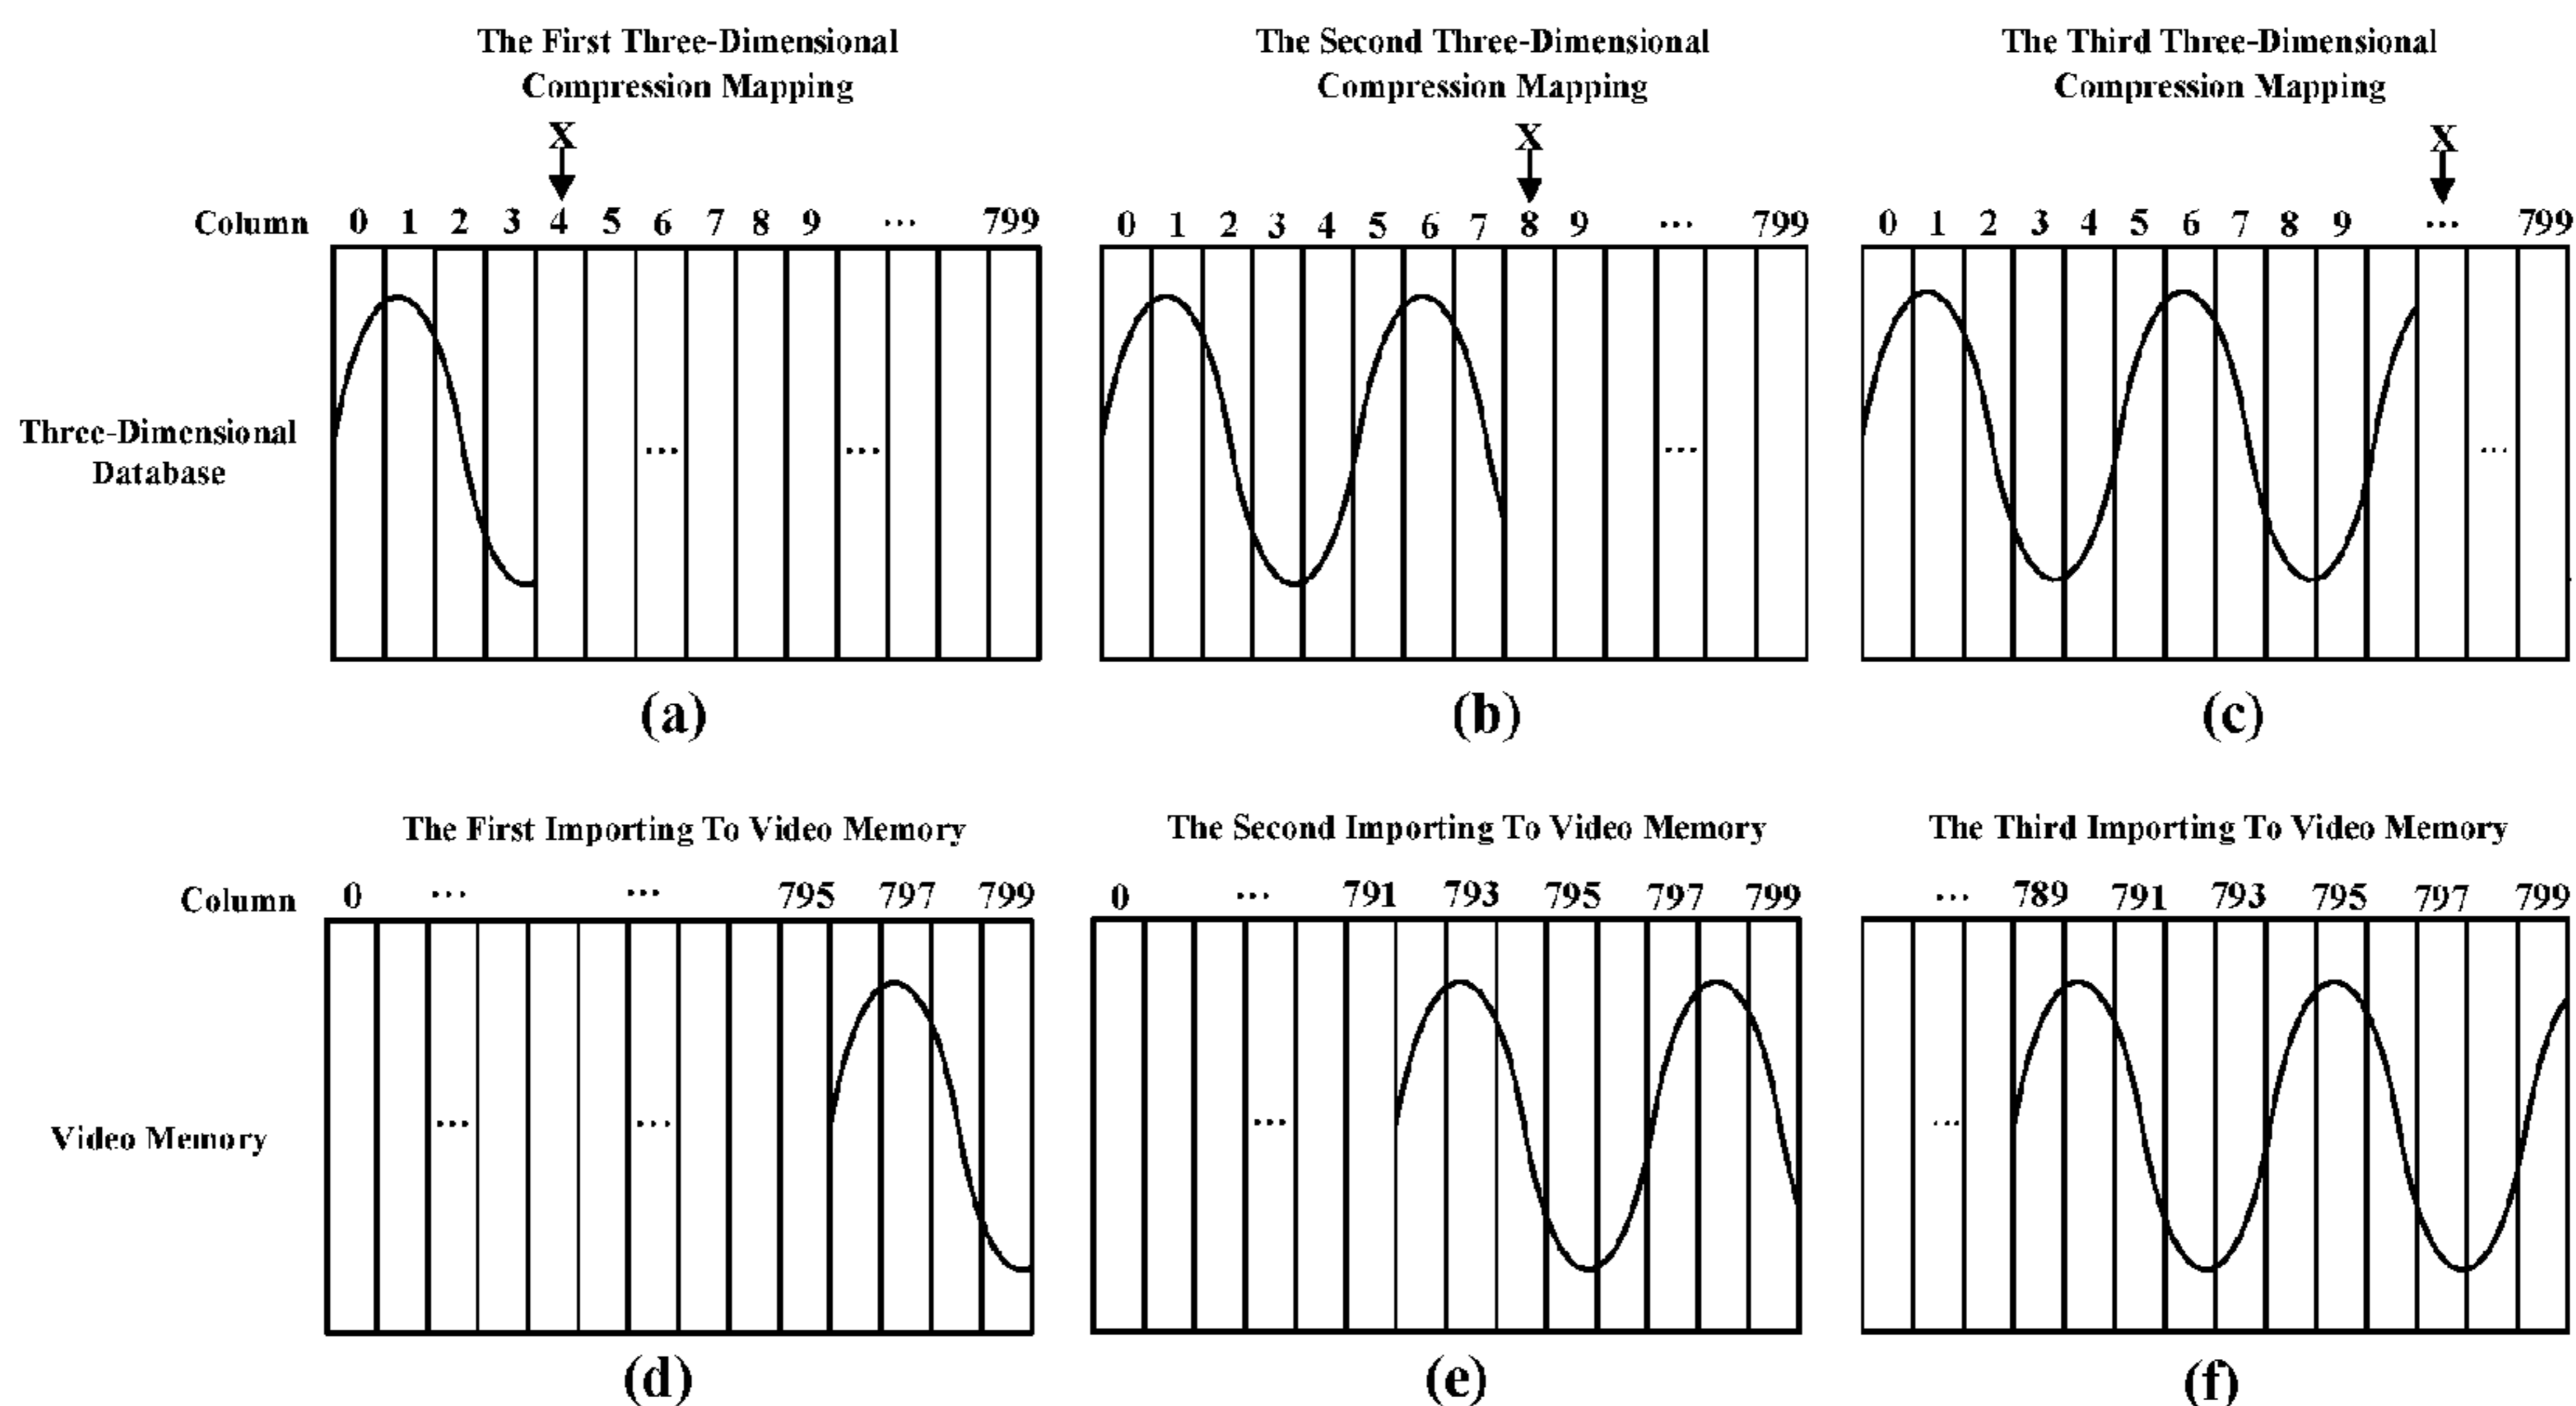 The First Three-Dimensional
Compression Mapping
X
Column 0 1 2 3 4 5 6 7 8 9 ... 799
Three-Dimensional
Database
... ...
(a)
The Second Three-Dimensional
Compression Mapping
X
0 1 2 3 4 5 6 7 8 9 ... 799
...
(b)
The Third Three-Dimensional
Compression Mapping
X
0 1 2 3 4 5 6 7 8 9 ... 799
...
(c)
The First Importing To Video Memory
Column 0 ... ... 795 797 799
Video Memory
... ...
(d)
The Second Importing To Video Memory
0 ... 791 793 795 797 799
...
(e)
The Third Importing To Video Memory
... 789 791 793 795 797 799
...
(f)